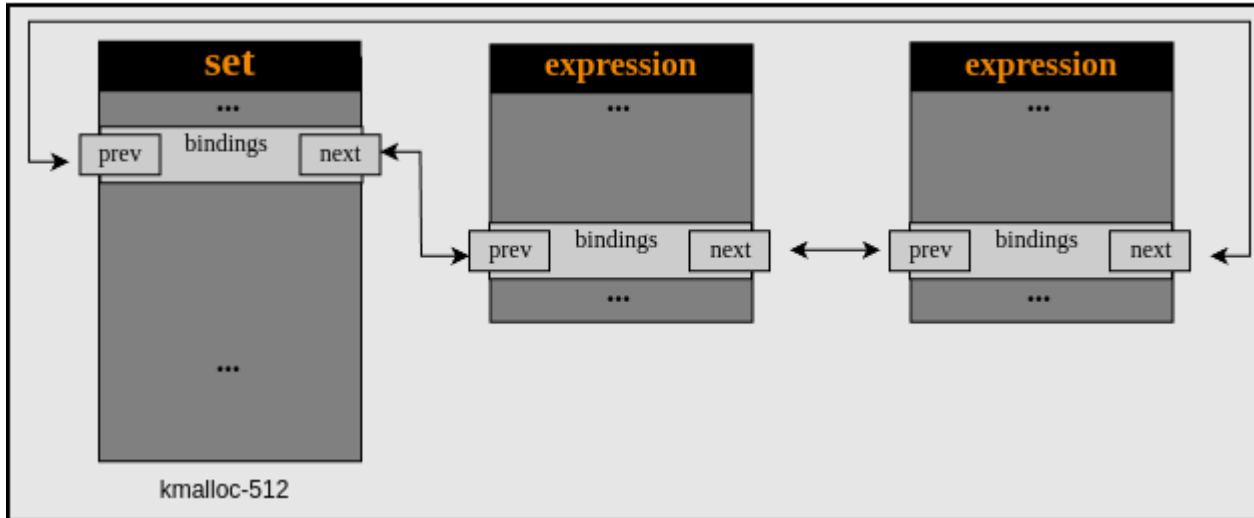 set
...
prev bindings next
...
kmalloc-512
expression
...
prev bindings next
...
expression
...
prev bindings next
...